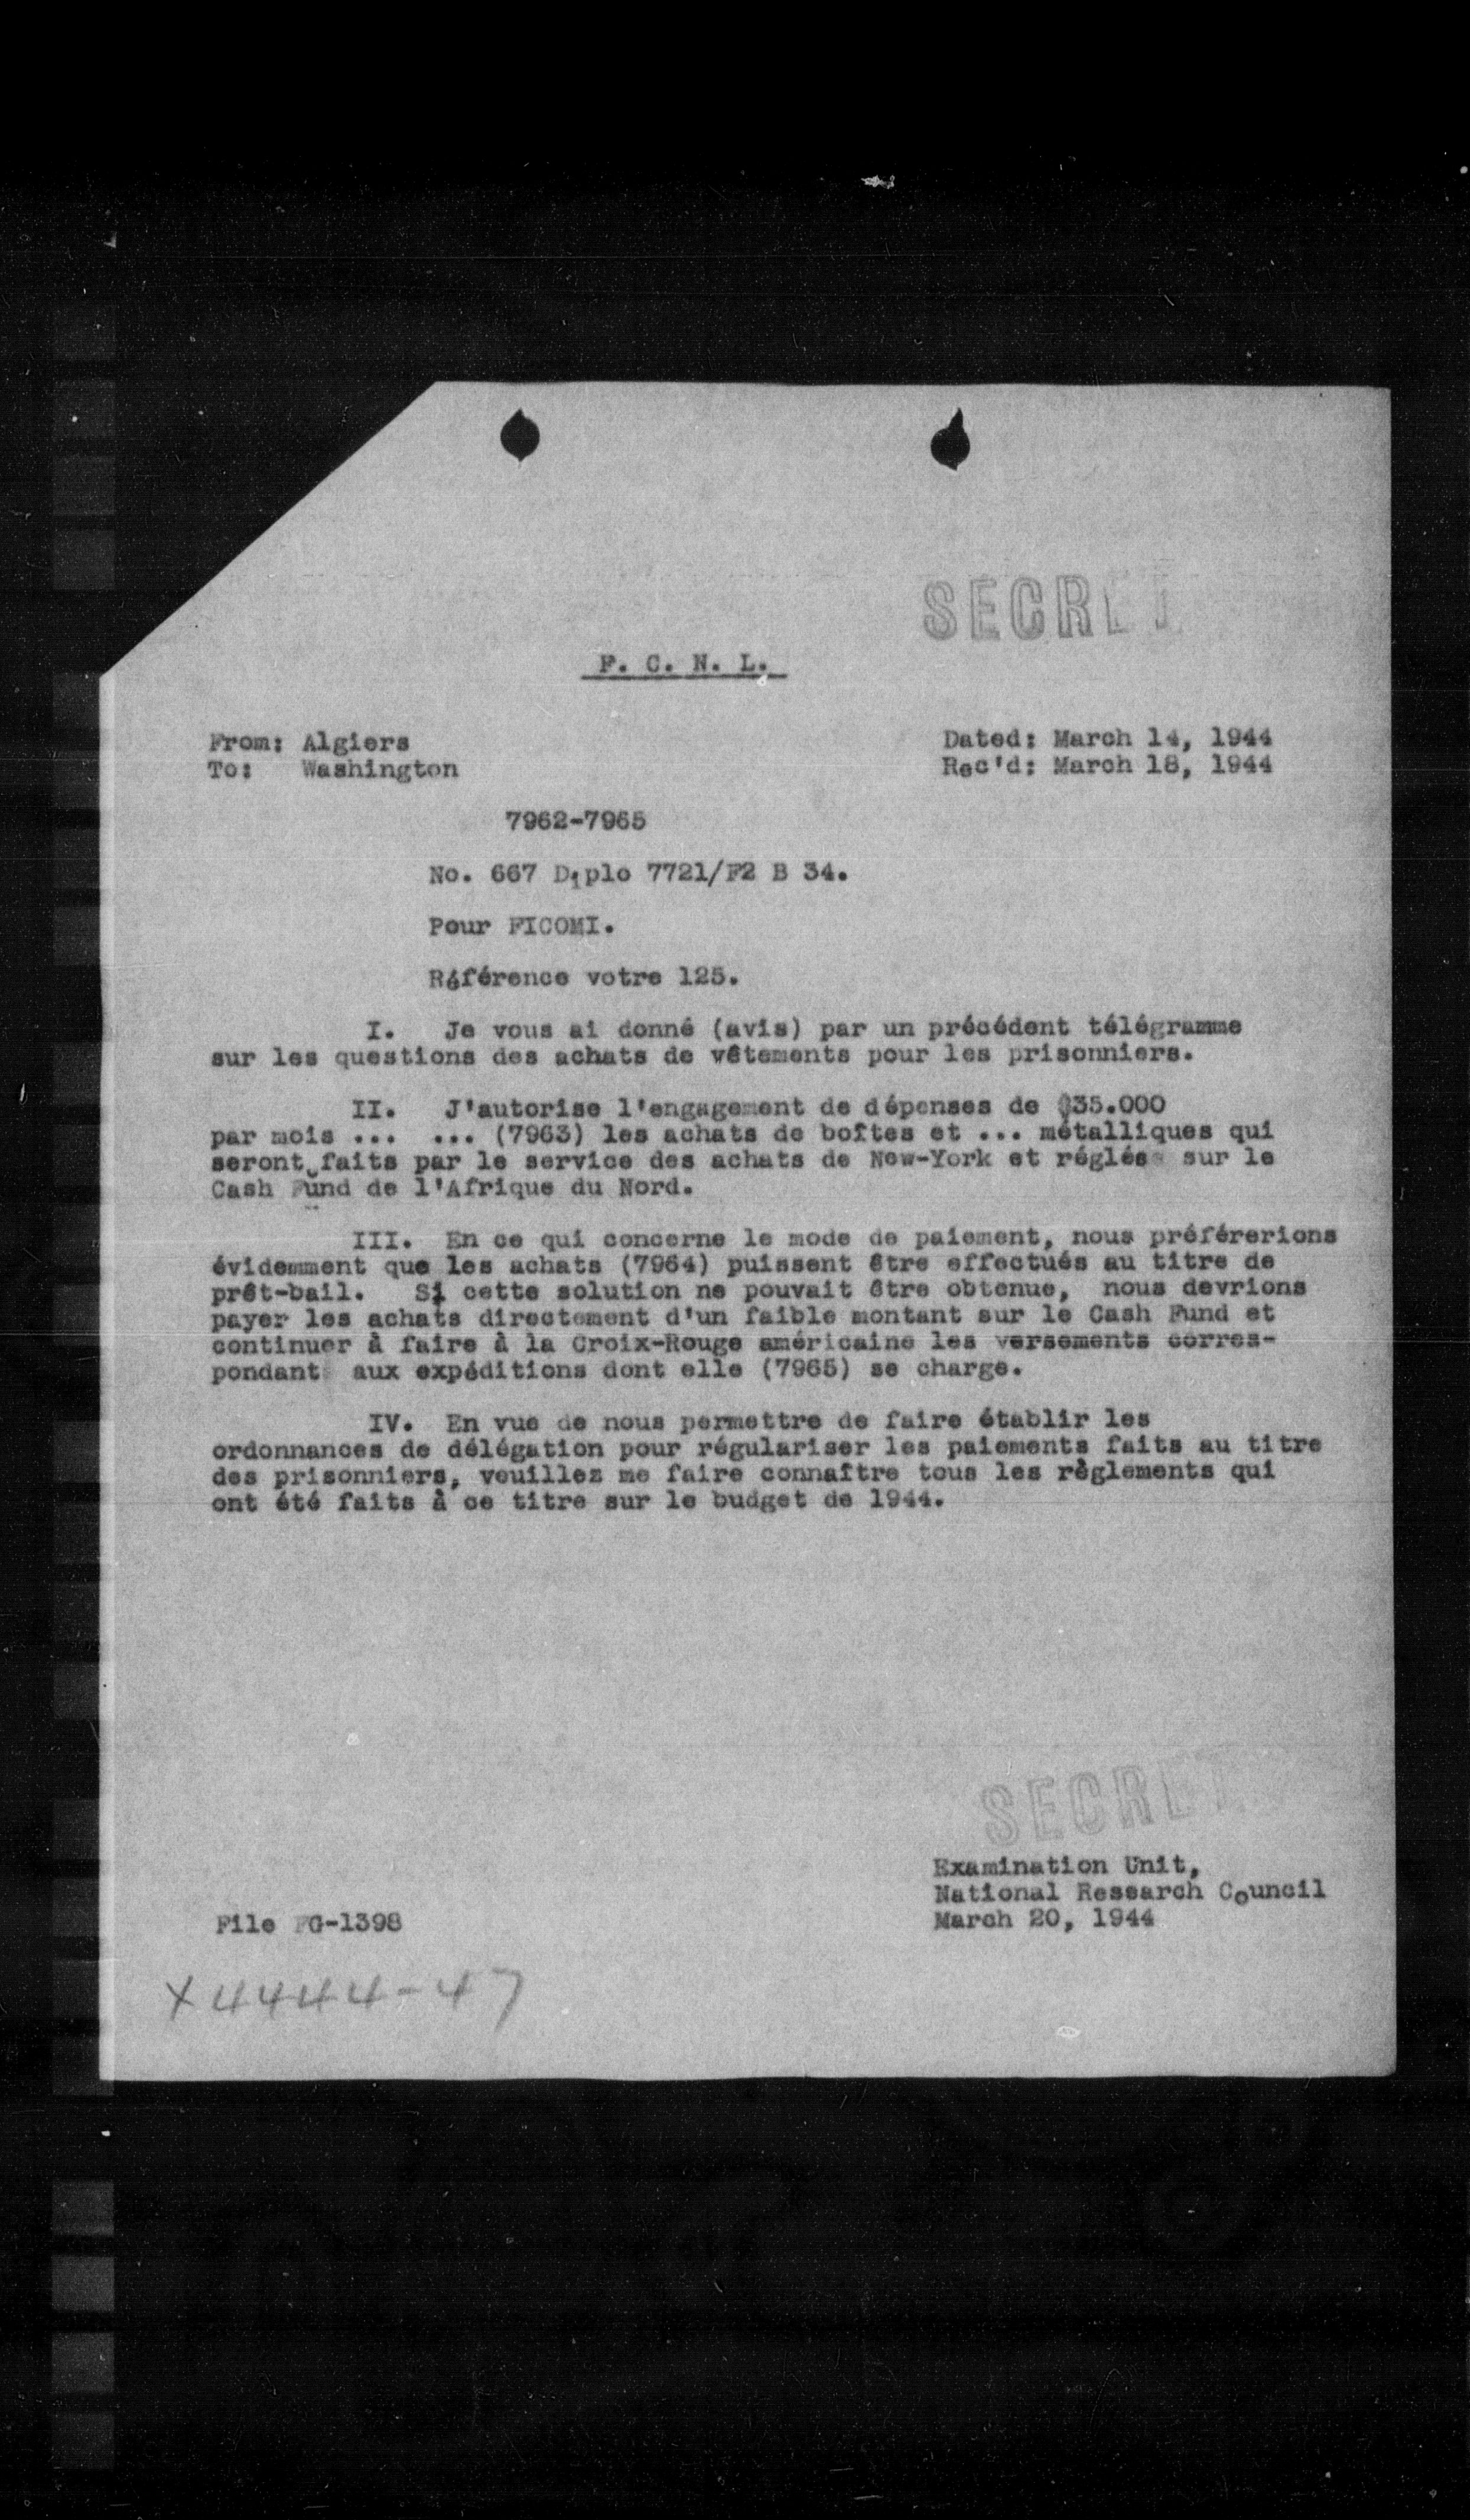 SECRET
F. C. N. L.
From: Algiers
To: Washington
Dated: March 14, 1944
Rec'd: March 18, 1944
7962-7965
No. 667 Diplo 7721/F2 B 34.
Pour FICOMI.
Référence votre 125.
I. Je vous ai donné (avis) par un précédent télégramme
sur les questions des achats de vêtements pour les prisonniers.
II. J'autorise l'engagement de dépenses de $35.000
par mois ... ... (7963) les achats de boîtes et ... métalliques qui
seront faits par le service des achats de New-York et réglés sur le
Cash Fund de l'Afrique du Nord.
III. En ce qui concerne le mode de paiement, nous préférerions
évidemment que les achats (7964) puissent être effectués au titre de
prêt-bail. Si cette solution ne pouvait être obtenue, nous devrions
payer les achats directement d'un faible montant sur le Cash Fund et
continuer à faire à la Croix-Rouge américaine les versements corres-
pondant aux expéditions dont elle (7965) se charge.
IV. En vue de nous permettre de faire établir les
ordonnances de délégation pour régulariser les paiements faits au titre
des prisonniers, veuillez me faire connaître tous les règlements qui
ont été faits à ce titre sur le budget de 1944.
SECRET
Examination Unit,
National Research Council
March 20, 1944
File FG-1398
X4444-47